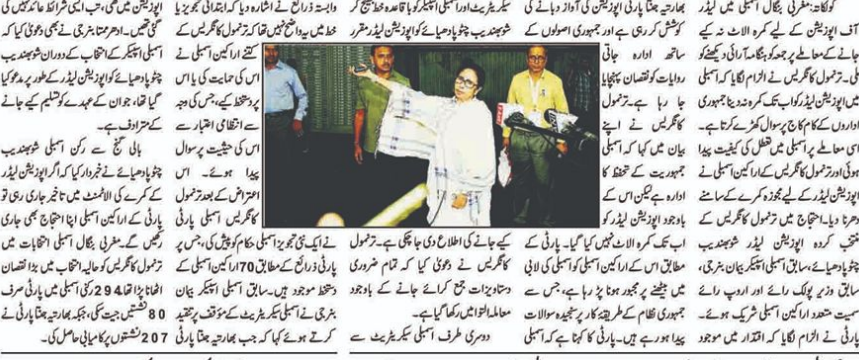 کولکاتہ: مغربی بنگال اسمبلی میں لیڈر
آف اپوزیشن کے لیے کمرہ الاٹ نہ کیے
جانے کے معاملے پر جمعہ کو ہنگامہ آرائی دیکھنے کو
ملی۔ ترنمول کانگریس نے الزام لگایا کہ اسمبلی
میں اپوزیشن لیڈر کو اب تک کمرہ نہ دینا جمہوری
اداروں کے کام کاج پر سوال کھڑے کرتا ہے۔
اسی معاملے پر اسمبلی میں تعطل کی کیفیت پیدا
ہوئی اور ترنمول کانگریس کے اراکین اسمبلی نے
اپوزیشن لیڈر کے لیے مجوزہ کمرے کے سامنے
دھرنا دیا۔ احتجاج میں ترنمول کانگریس کے
منتخب کردہ اپوزیشن لیڈر شوبھندیب
چٹوپادھیائے، سابق اسمبلی اسپیکر بیمان بنرجی،
سابق وزیر پولک رائے اور اروپ رائے
سمیت متعدد اراکین اسمبلی شریک ہوئے۔
پارٹی نے الزام لگایا کہ اقتدار میں موجود
بھارتیہ جنتا پارٹی اپوزیشن کی آواز دبانے کی
کوشش کر رہی ہے اور جمہوری اصولوں کے
ساتھ ادارہ جاتی
روایات کو نقصان پہنچایا
جا رہا ہے۔ ترنمول
کانگریس نے اپنے
بیان میں کہا کہ اسمبلی
جمہوریت کے تحفظ کا
ادارہ ہے لیکن اس کے
باوجود اپوزیشن لیڈر کو
اب تک کمرہ الاٹ نہیں کیا گیا۔ پارٹی کے
مطابق اس کے اراکین اسمبلی کو اسمبلی کی لابی
میں بیٹھنے پر مجبور ہونا پڑ رہا ہے، جس سے
جمہوری نظام کے طریقہ کار پر سنجیدہ سوالات
پیدا ہو رہے ہیں۔ پارٹی کا کہنا ہے کہ اسمبلی
سیکریٹریٹ اور اسمبلی اسپیکر کو باقاعدہ خط بھیج کر
شوبھندیب چٹوپادھیائے کو اپوزیشن لیڈر مقرر
کیے جانے کی اطلاع دی جا چکی ہے۔ ترنمول
کانگریس نے دعویٰ کیا کہ تمام ضروری
دستاویزات جمع کرائے جانے کے باوجود
معاملہ التوا میں رکھا گیا ہے۔
دوسری طرف اسمبلی سیکریٹریٹ سے
وابستہ ذرائع نے اشارہ دیا کہ ابتدائی تجویز یا
خط میں یہ واضح نہیں تھا کہ ترنمول کانگریس کے
کتنے اراکین اسمبلی نے
اس کی حمایت کی یا اس
پر دستخط کیے، جس کی وجہ
سے انتظامی اعتبار سے
اس کی حیثیت پر سوال
پیدا ہوئے۔ اس
اعتراض کے بعد ترنمول
کانگریس اسمبلی پارٹی
نے ایک نئی تجویز اسمبلی حکام کو پیش کی، جس پر
پارٹی ذرائع کے مطابق 70 اراکین اسمبلی کے
دستخط موجود ہیں۔ سابق اسمبلی اسپیکر بیمان
بنرجی نے اسمبلی سیکریٹریٹ کے مؤقف پر تنقید
کرتے ہوئے کہا کہ جب بھارتیہ جنتا پارٹی
اپوزیشن میں تھی، تب ایسی شرائط عائد نہیں کی
گئی تھیں۔ ادھر ممتا بنرجی نے بھی دعویٰ کیا کہ
اسمبلی اسپیکر کے انتخاب کے دوران شوبھندیب
چٹوپادھیائے کو اپوزیشن لیڈر کے طور پر مدعو کیا
گیا تھا، جو ان کے عہدے کو تسلیم کیے جانے
کے مترادف ہے۔
بالی گنج سے رکن اسمبلی شوبھندیب
چٹوپادھیائے نے خبردار کیا کہ اگر اپوزیشن لیڈر
کے کمرے کی الاٹمنٹ میں تاخیر جاری رہی تو
پارٹی کے اراکین اسمبلی اپنا احتجاج بھی جاری
رکھیں گے۔ مغربی بنگال اسمبلی انتخابات میں
ترنمول کانگریس کو حالیہ انتخاب میں بڑا نقصان
اٹھانا پڑا تھا۔ 294 رکنی اسمبلی میں پارٹی صرف
80 نشستیں جیت سکی، جبکہ بھارتیہ جنتا پارٹی نے
207 نشستوں پر کامیابی حاصل کی۔